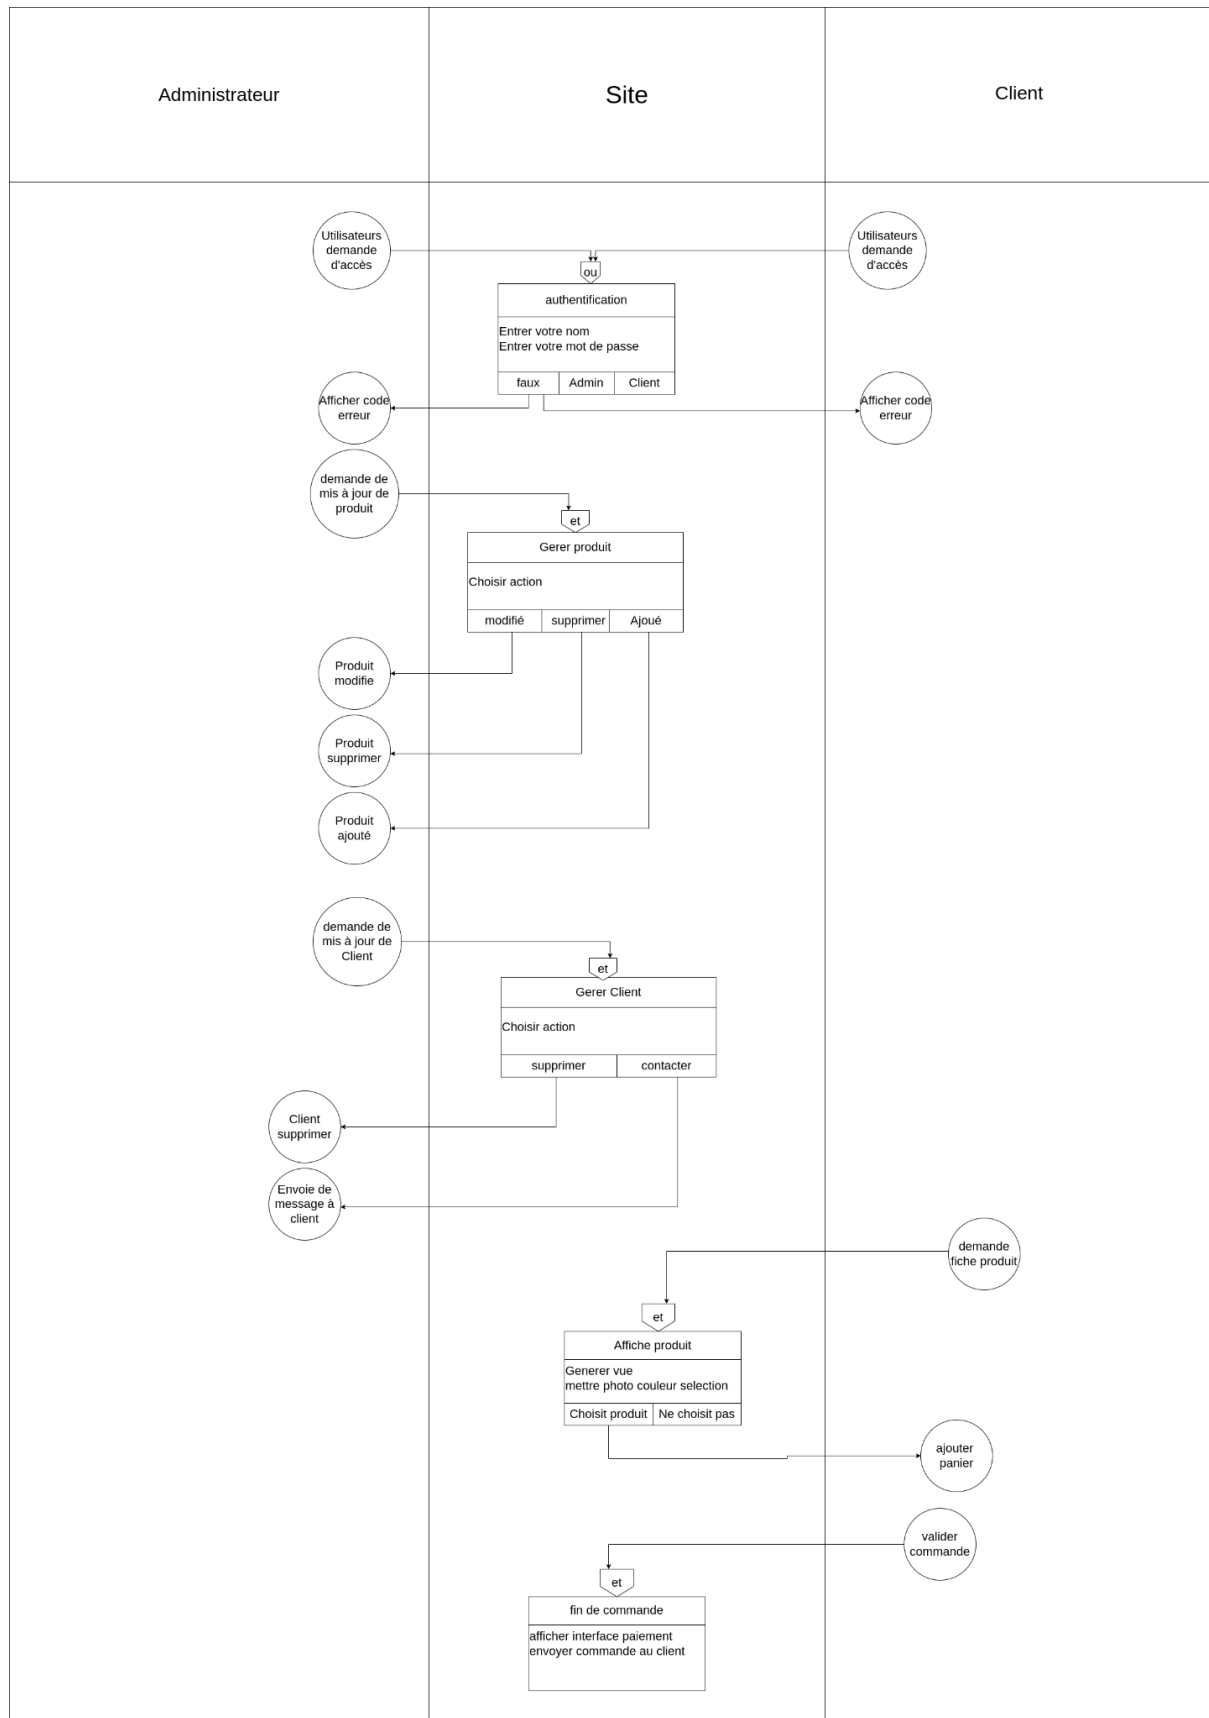 Administrateur
Site
Client
Utilisateurs
demande
d'accès
Utilisateurs
demande
d'accès
ou
authentification
Entrer votre nom
Entrer votre mot de passe
faux
Admin
Client
Afficher code
erreur
Afficher code
erreur
demande de
mis à jour de
produit
et
Gerer produit
Choisir action
modifié
supprimer
Ajoué
Produit
modifie
Produit
supprimer
Produit
ajouté
demande de
mis à jour de
Client
et
Gerer Client
Choisir action
supprimer
contacter
Client
supprimer
Envoie de
message à
client
demande
fiche produit
et
Affiche produit
Generer vue
mettre photo couleur selection
Choisit produit
Ne choisit pas
ajouter
panier
valider
commande
et
fin de commande
afficher interface paiement
envoyer commande au client